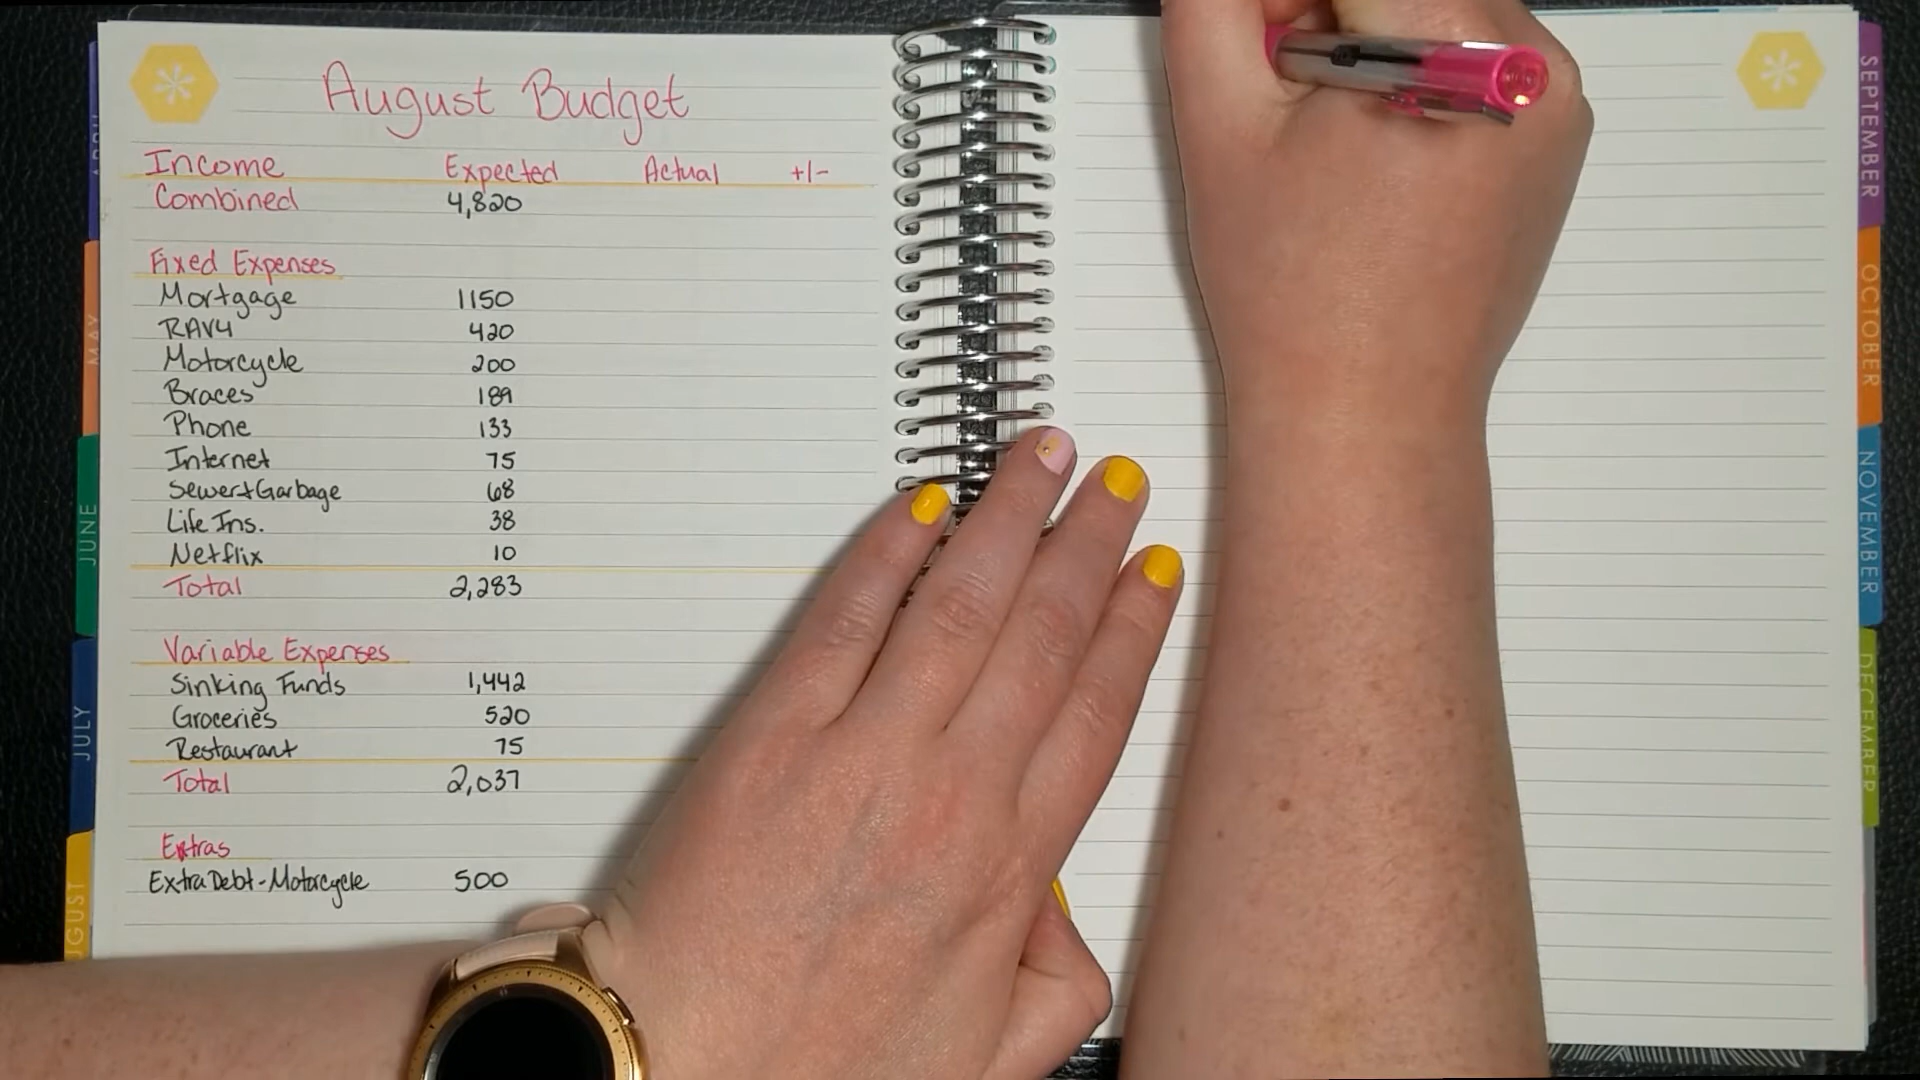 August Budget
Income Expected Actual +/-
Combined 4,820
Fixed Expenses
Mortgage 1150
RAV4 420
Motorcycle 200
Braces 189
Phone 133
Internet 75
Sewer+Garbage 68
Life Ins. 38
Netflix 10
Total 2,283
Variable Expenses
Sinking Funds 1,442
Groceries 520
Restaurant 75
Total 2,037
Extras
Extra Debt - Motorcycle 500
MAY
JUNE
JULY
SEPTEMBER
OCTOBER
NOVEMBER
DECEMBER